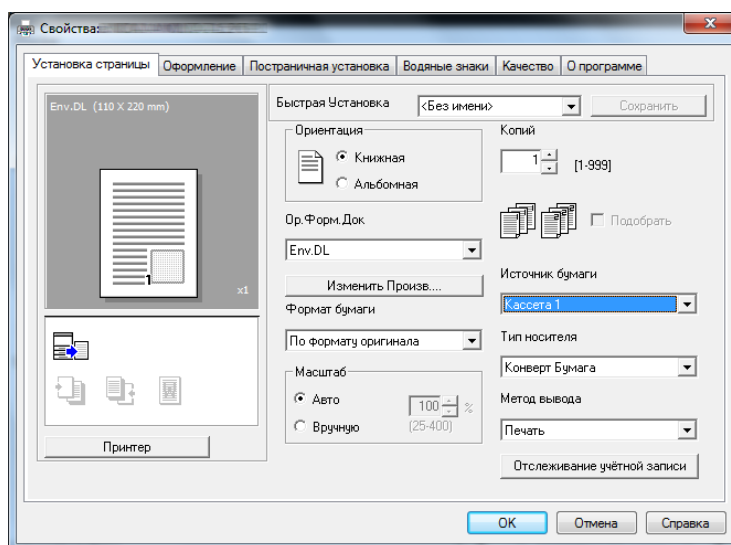 Свойства:
Установка страницы
Оформление
Постраничная установка
Водяные знаки
Качество
О программе
Env.DL (110 X 220 mm)
1
x1
Принтер
Быстрая Установка
<Без имени>
Сохранить
Ориентация
Книжная
Альбомная
Ор.Форм.Док
Env.DL
Изменить Произв....
Формат бумаги
По формату оригинала
Масштаб
Авто
100 %
Вручную
(25-400)
Копий
1
[1-999]
Подобрать
Источник бумаги
Кассета 1
Тип носителя
Конверт Бумага
Метод вывода
Печать
Отслеживание учётной записи
OK
Отмена
Справка